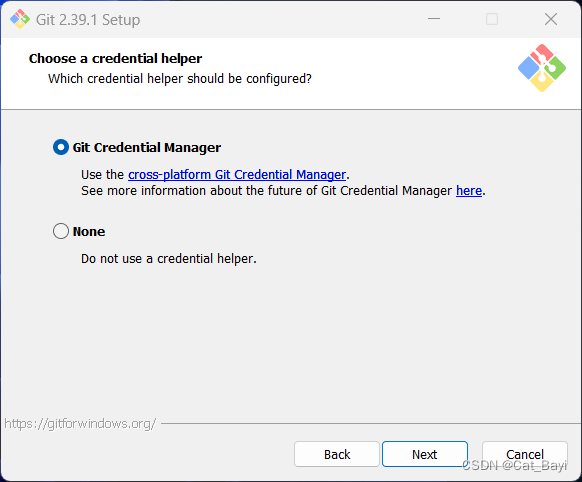 Git 2.39.1 Setup
Choose a credential helper
Which credential helper should be configured?
Git Credential Manager
Use the cross-platform Git Credential Manager.
See more information about the future of Git Credential Manager here.
None
Do not use a credential helper.
https://gitforwindows.org/
Back
Next
Cancel
CSDN @Cat_Bayi